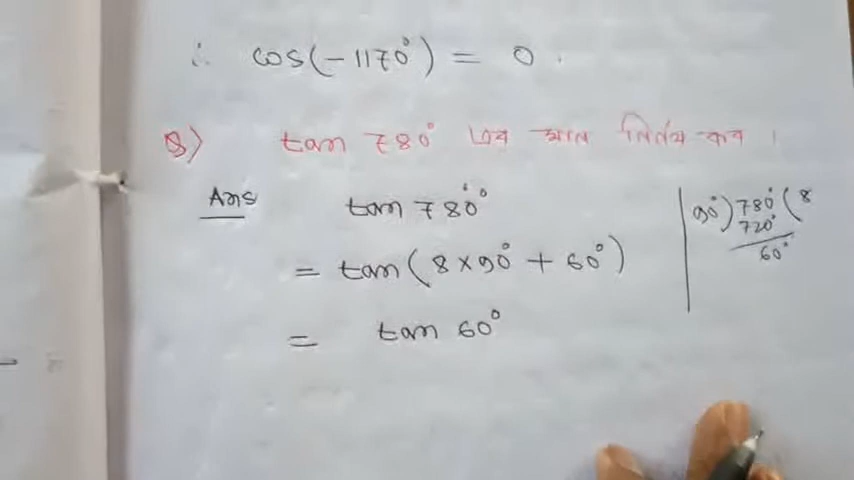 ∴ cos(-1170°) = 0.
8) tan 780° এর মান নির্ণয় কর।
Ans tan 780°
= tan(8×90° + 60°)
= tan 60°
90°)780°(8
720°
60°